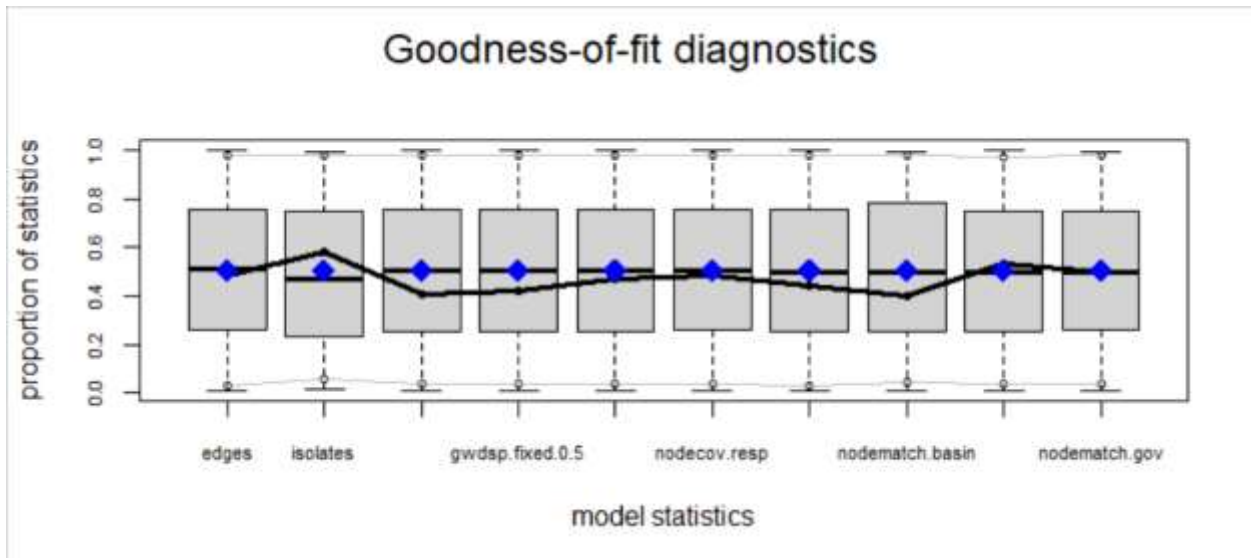 Goodness-of-fit diagnostics
proportion of statistics
1.0
0.8
0.6
0.4
0.2
0.0
edges isolates gwdsp.fixed.0.5 nodecov.resp nodematch.basin nodematch.gov
model statistics